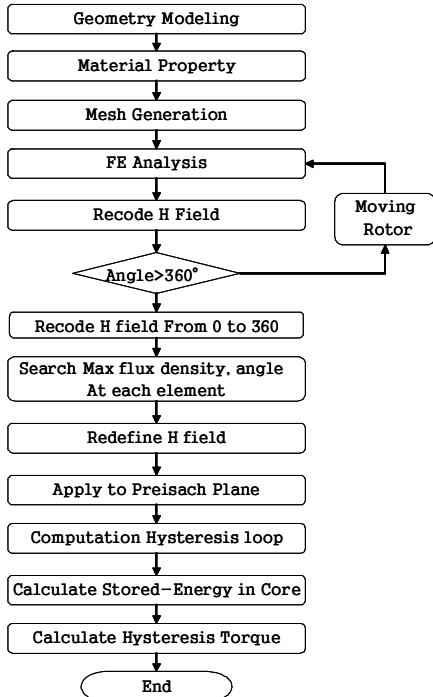 Geometry Modeling
Material Property
Mesh Generation
FE Analysis
Recode H Field
Moving
Rotor
Angle>360°
Recode H field From 0 to 360
Search Max flux density, angle
At each element
Redefine H field
Apply to Preisach Plane
Computation Hysteresis loop
Calculate Stored-Energy in Core
Calculate Hysteresis Torque
End